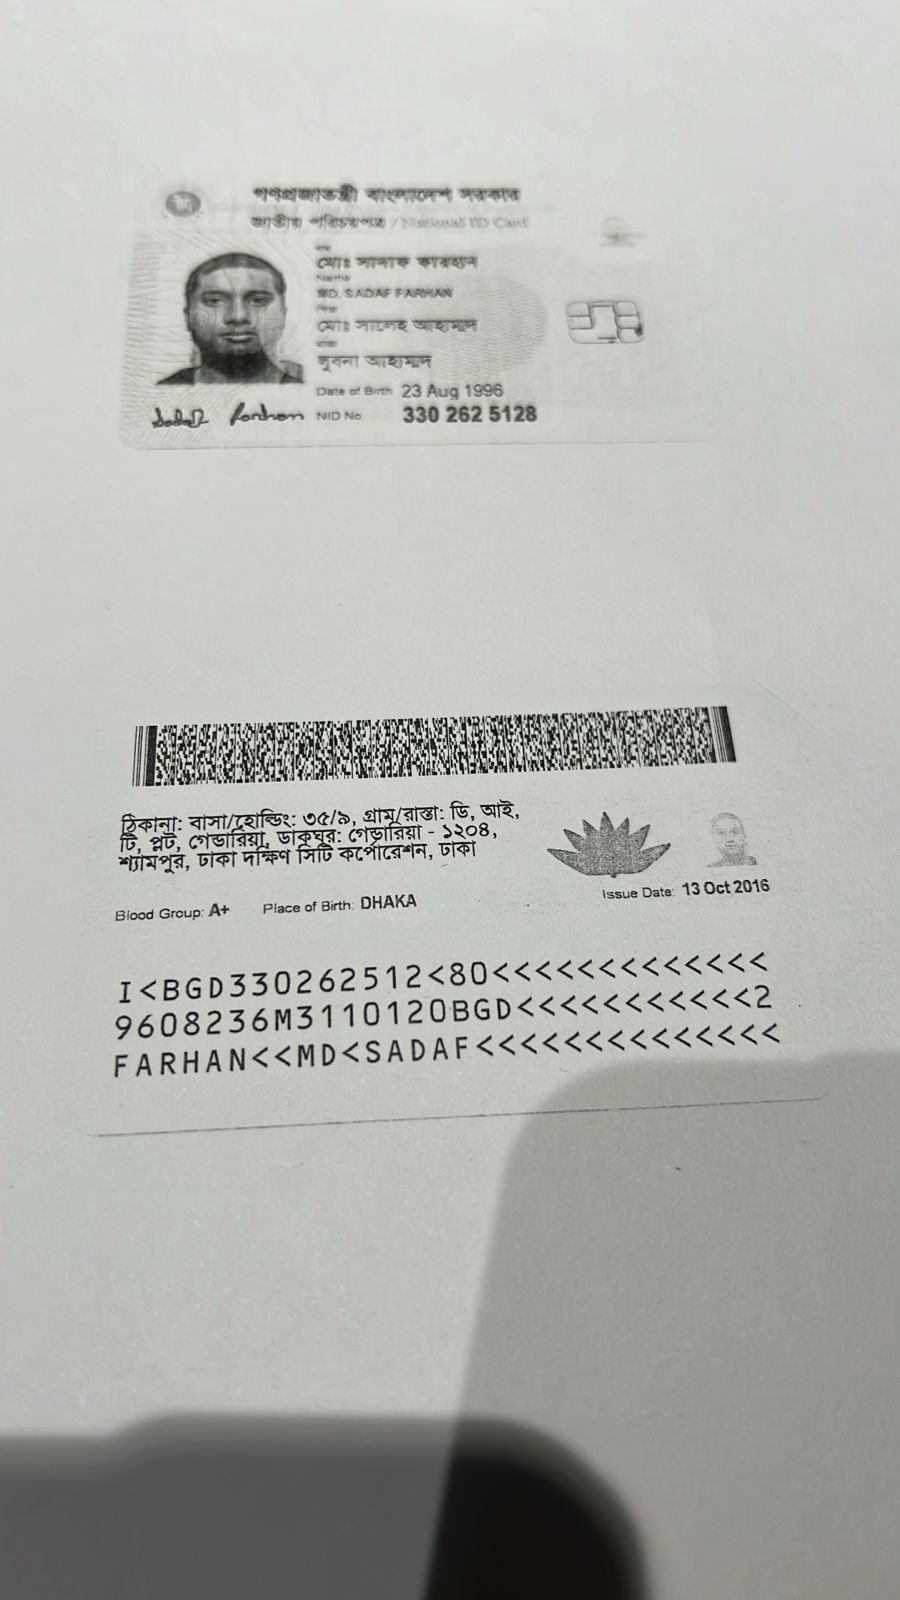 গণপ্রজাতন্ত্রী বাংলাদেশ সরকার
জাতীয় পরিচয়পত্র / National ID Card
মোঃ সাদাফ ফারহান
Name
MD. SADAF FARHAN
পিতা
মোঃ সালেহ আহাম্মদ
মাতা
লুবনা আহাম্মদ
Date of Birth 23 Aug 1996
NID No 330 262 5128
ঠিকানা: বাসা/হোল্ডিং: ৩৫/৯, গ্রাম/রাস্তা: ডি, আই,
টি, প্লট, গেন্ডারিয়া, ডাকঘর: গেন্ডারিয়া - ১২০৪,
শ্যামপুর, ঢাকা দক্ষিণ সিটি কর্পোরেশন, ঢাকা
Blood Group: A+ Place of Birth: DHAKA
Issue Date: 13 Oct 2016
I<BGD330262512<80<<<<<<<<<<<<<
9608236M3110120BGD<<<<<<<<<<<2
FARHAN<<MD<SADAF<<<<<<<<<<<<<<